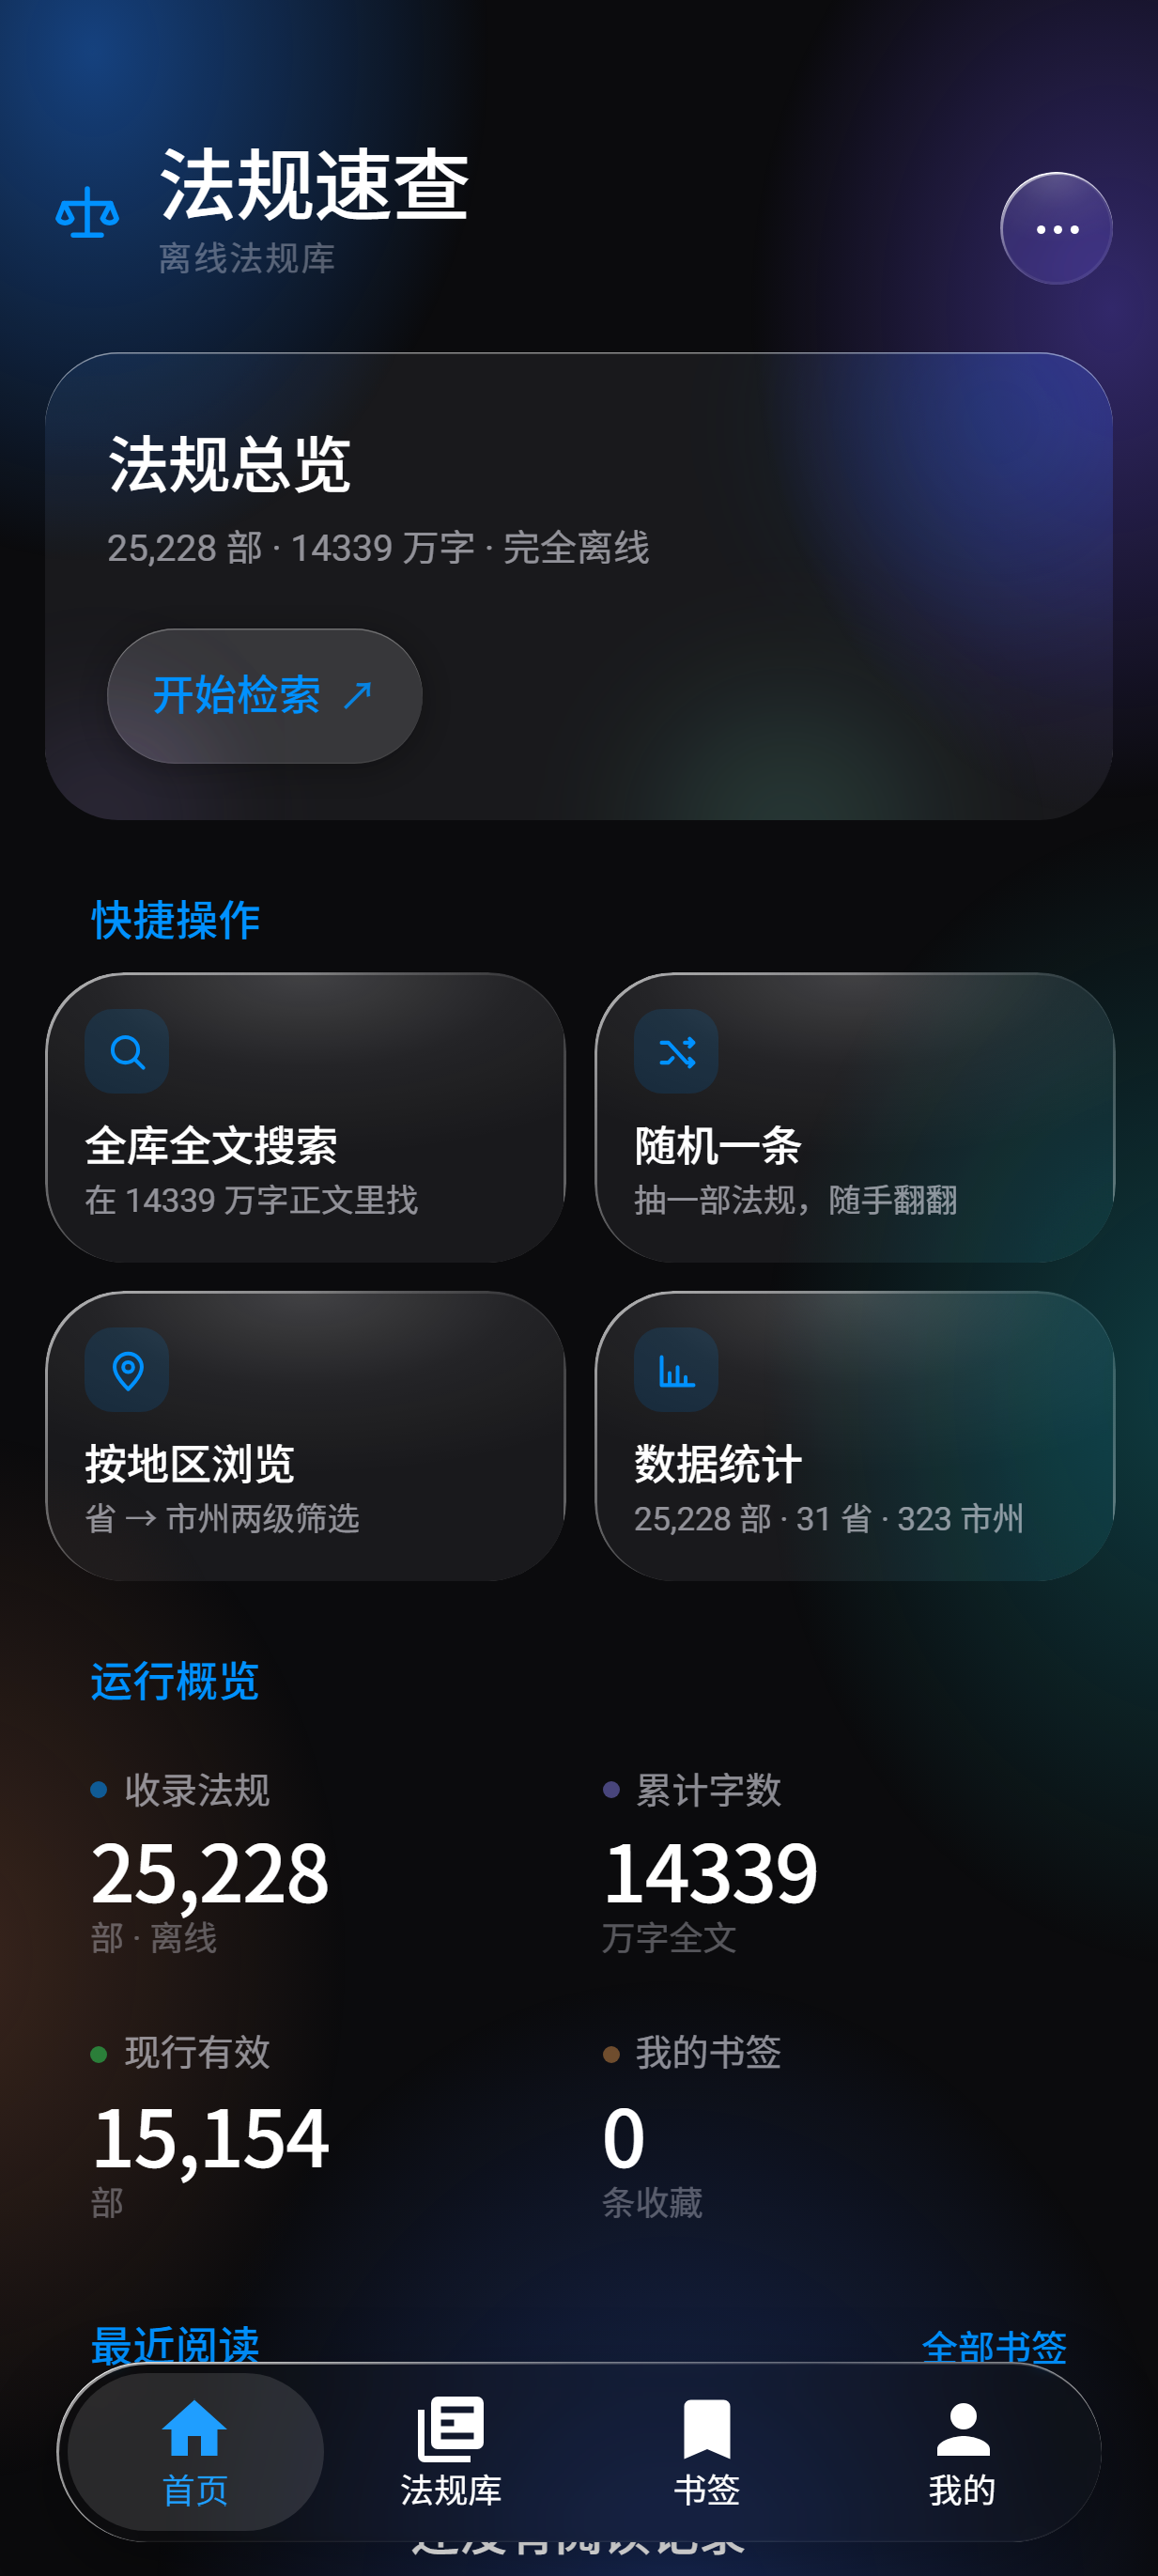 法规速查
离线法规库
法规总览
25,228 部 · 14339 万字 · 完全离线
开始检索 ↗
快捷操作
全库全文搜索
在 14339 万字正文里找
随机一条
抽一部法规，随手翻翻
按地区浏览
省 → 市州两级筛选
数据统计
25,228 部 · 31 省 · 323 市州
运行概览
收录法规
25,228
部 · 离线
累计字数
14339
万字全文
现行有效
15,154
部
我的书签
0
条收藏
最近阅读
全部书签
还没有阅读记录
首页
法规库
书签
我的